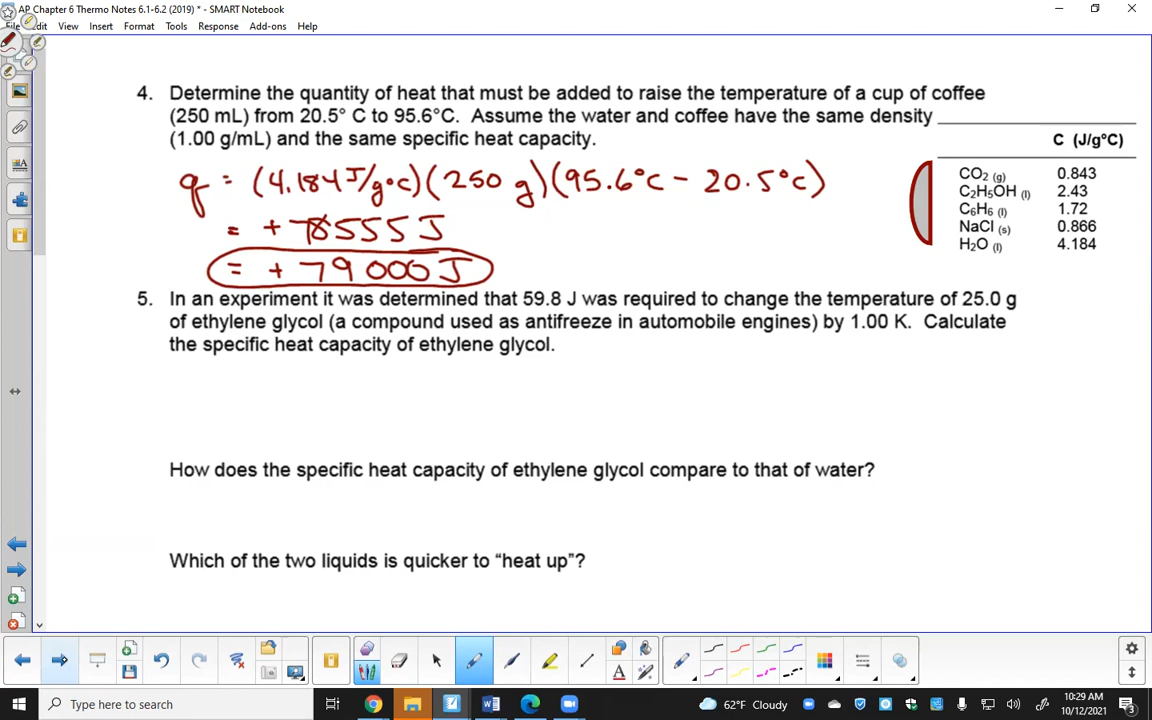 AP Chapter 6 Thermo Notes 6.1-6.2 (2019) * - SMART Notebook
File Edit View Insert Format Tools Response Add-ons Help
4. Determine the quantity of heat that must be added to raise the temperature of a cup of coffee
(250 mL) from 20.5° C to 95.6°C. Assume the water and coffee have the same density
(1.00 g/mL) and the same specific heat capacity.
C (J/g°C)
CO2 (g) 0.843
C2H5OH (l) 2.43
C6H6 (l) 1.72
NaCl (s) 0.866
H2O (l) 4.184
q = (4.184 J/g°C)(250 g)(95.6°C - 20.5°C)
= + 78555 J
= + 79000 J
5. In an experiment it was determined that 59.8 J was required to change the temperature of 25.0 g
of ethylene glycol (a compound used as antifreeze in automobile engines) by 1.00 K. Calculate
the specific heat capacity of ethylene glycol.
How does the specific heat capacity of ethylene glycol compare to that of water?
Which of the two liquids is quicker to “heat up”?
Type here to search
62°F Cloudy
10:29 AM
10/12/2021
3